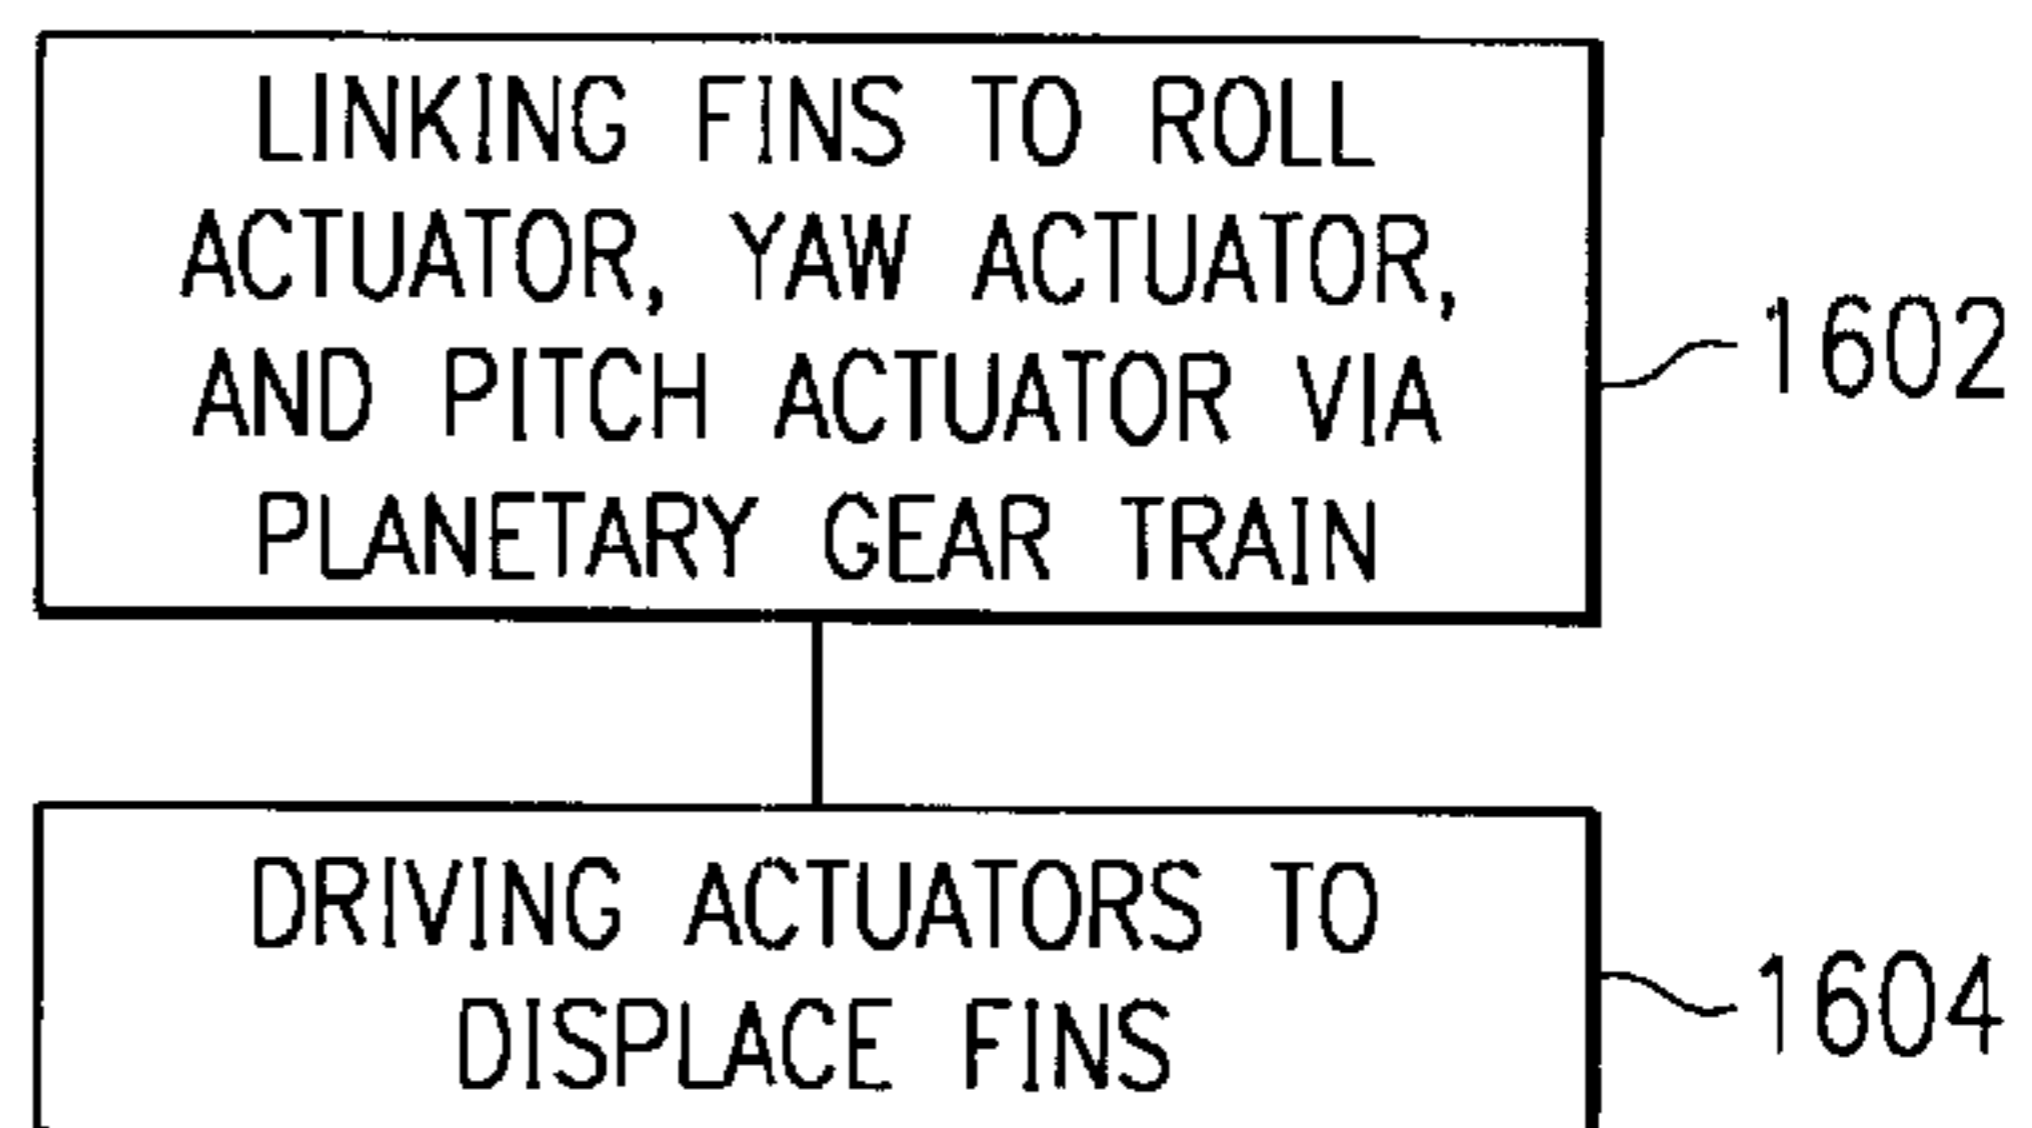 LINKING FINS TO ROLL
ACTUATOR, YAW ACTUATOR,
AND PITCH ACTUATOR VIA
PLANETARY GEAR TRAIN
1602
DRIVING ACTUATORS TO
DISPLACE FINS
1604